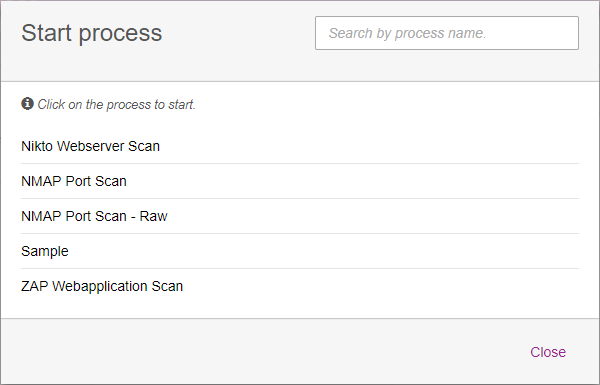 Start process
Search by process name.
Click on the process to start.
Nikto Webserver Scan
NMAP Port Scan
NMAP Port Scan - Raw
Sample
ZAP Webapplication Scan
Close